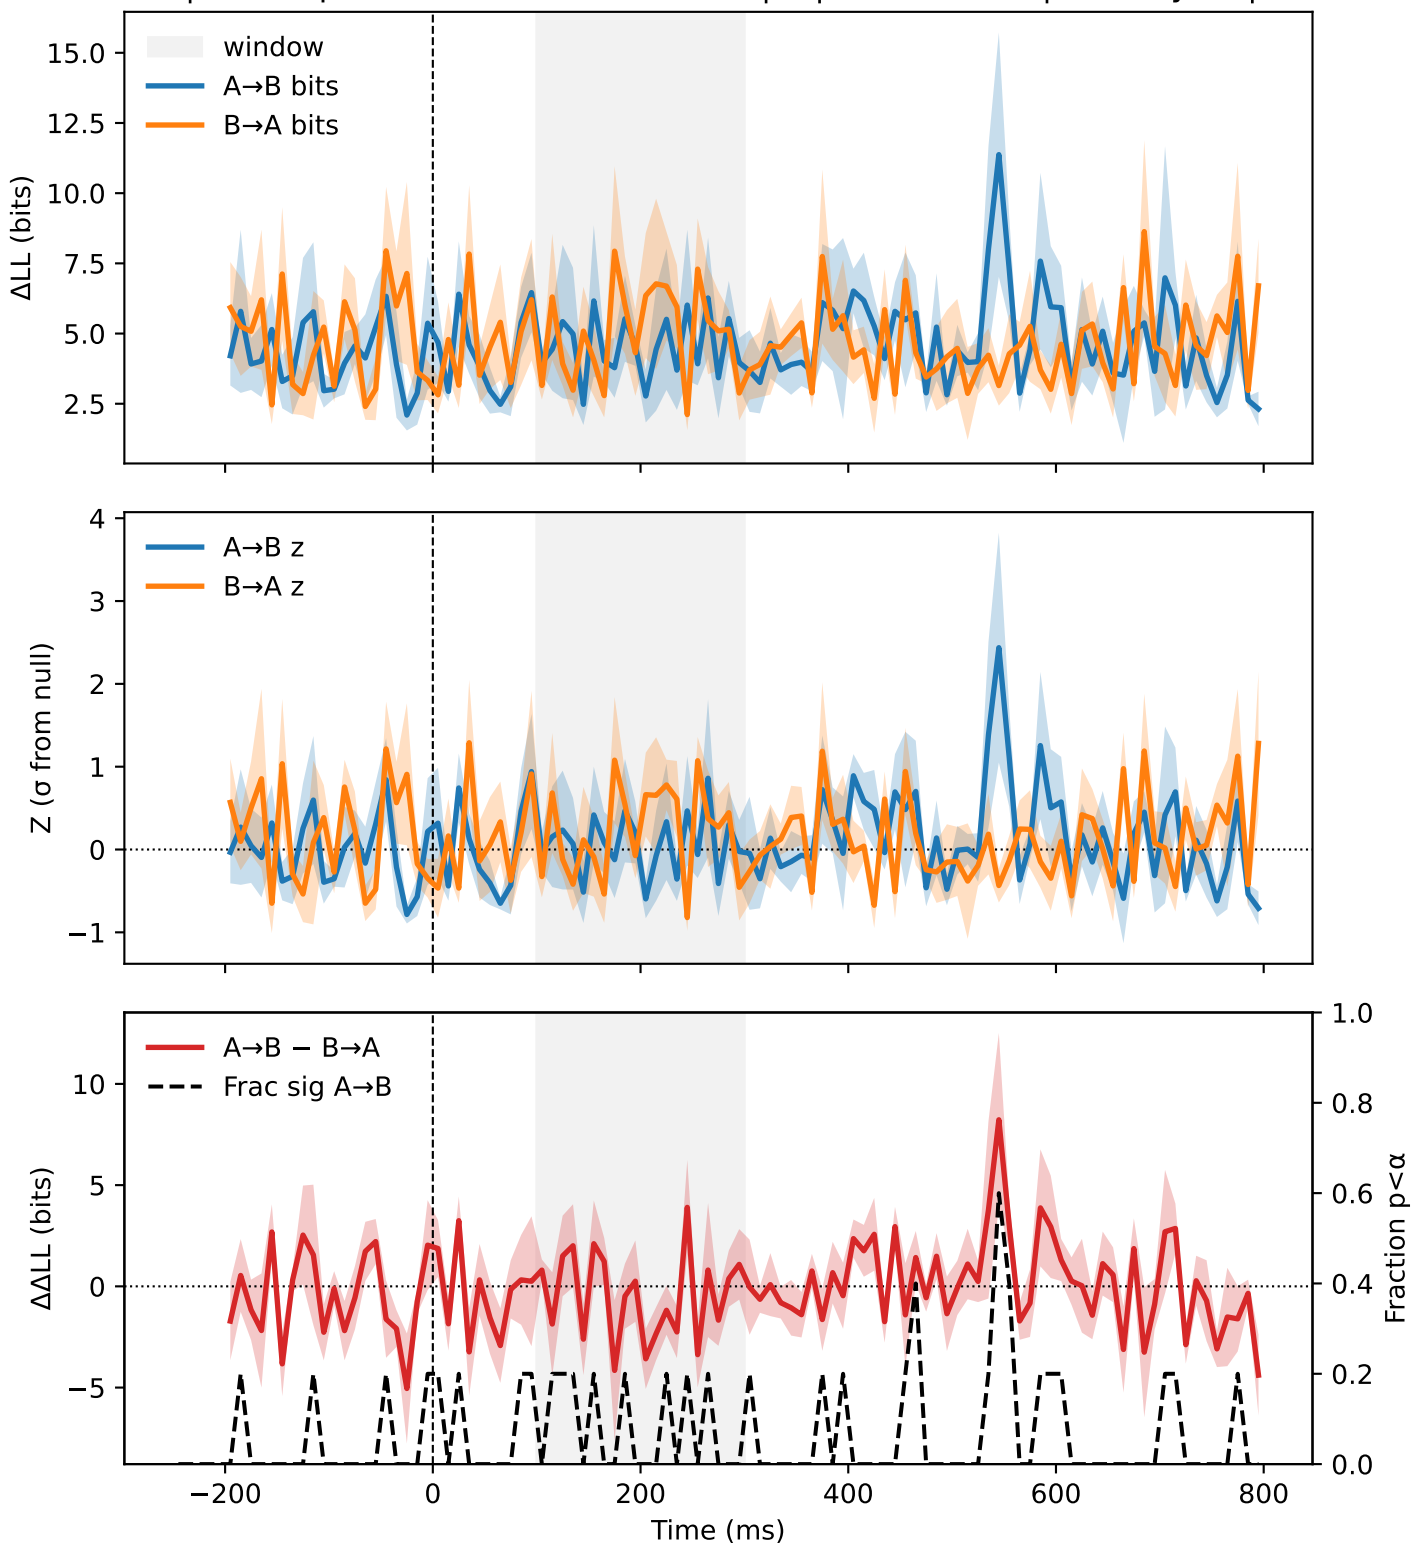 15.0
12.5
10.0
7.5
5.0
2.5
ΔLL (bits)
window
A→B bits
B→A bits
4
3
2
1
0
−1
Z (σ from null)
A→B z
B→A z
10
5
0
−5
ΔΔLL (bits)
A→B − B→A
Frac sig A→B
1.0
0.8
0.6
0.4
0.2
0.0
Fraction p<α
−200 0 200 400 600 800
Time (ms)